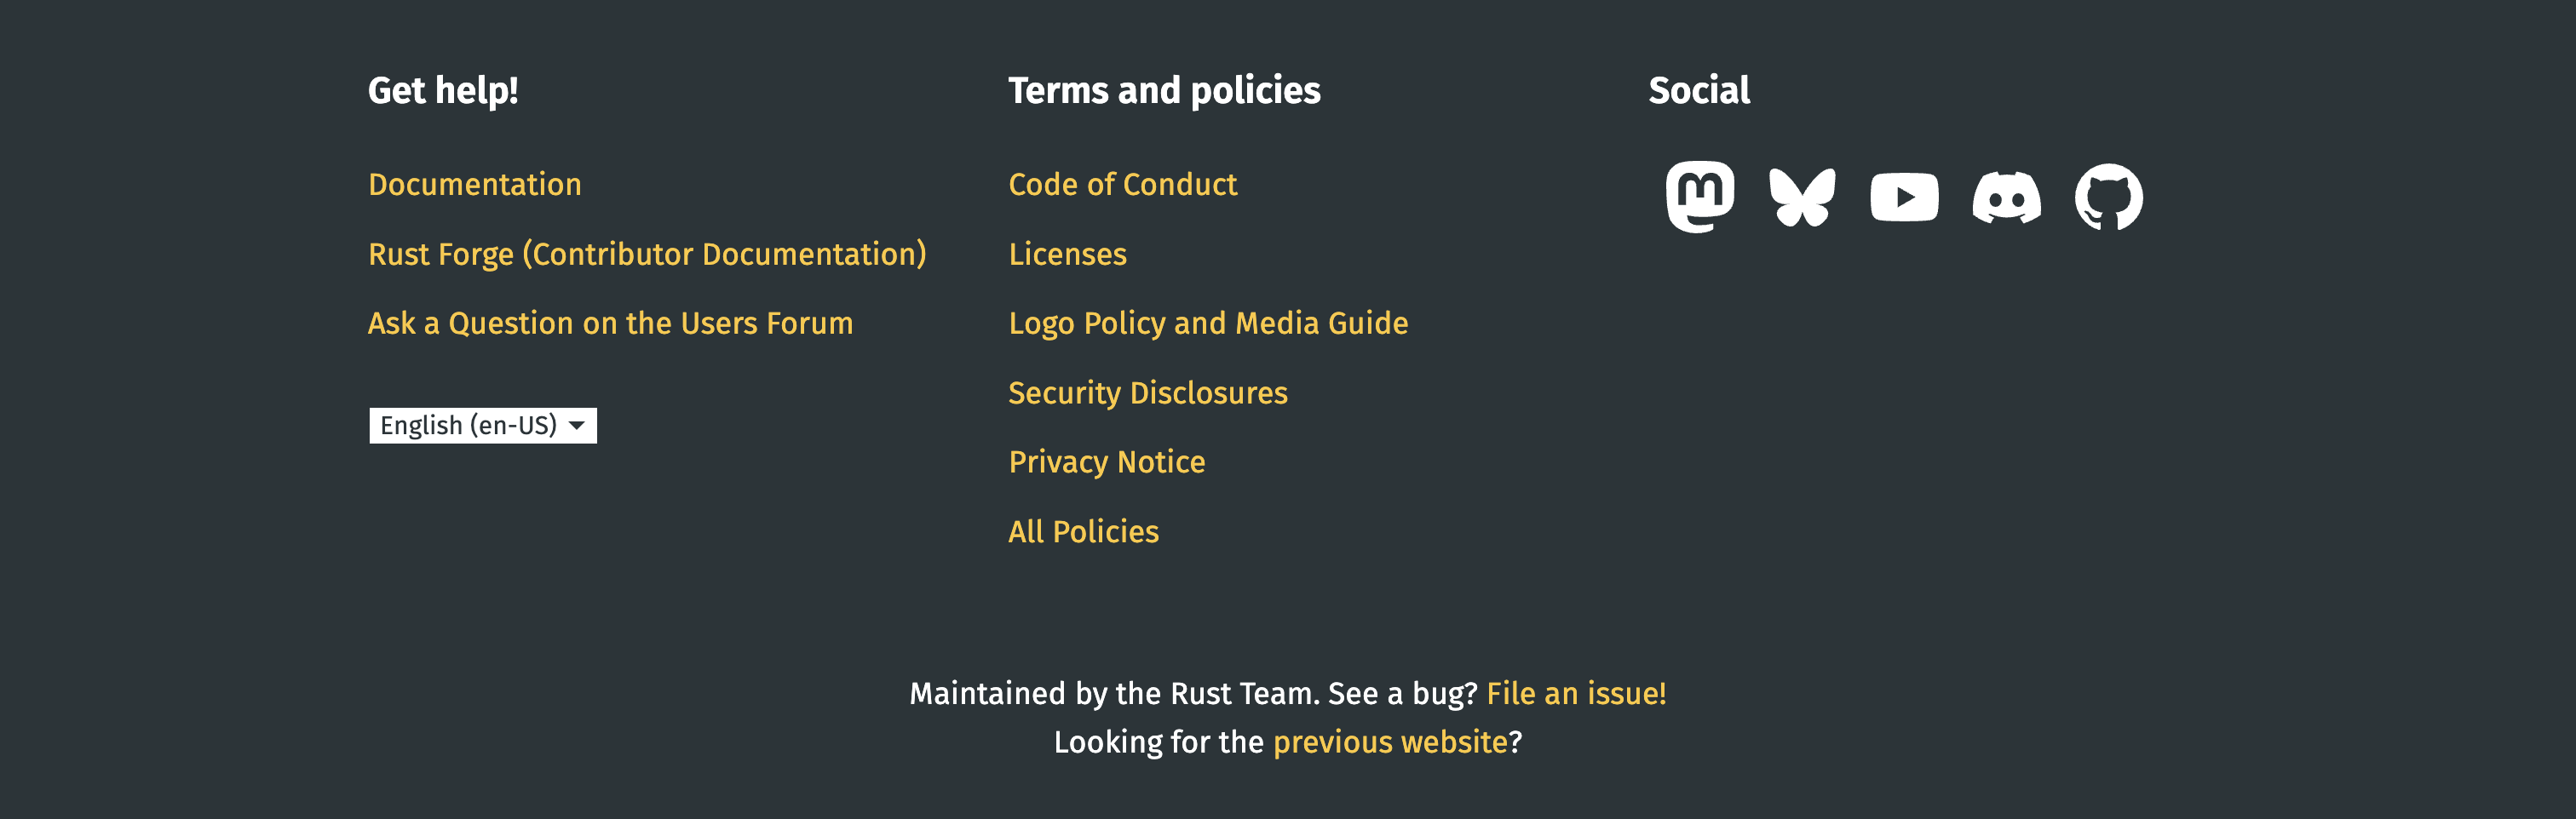 Get help!
Documentation
Rust Forge (Contributor Documentation)
Ask a Question on the Users Forum
English (en-US)
Terms and policies
Code of Conduct
Licenses
Logo Policy and Media Guide
Security Disclosures
Privacy Notice
All Policies
Social
Maintained by the Rust Team. See a bug? File an issue!
Looking for the previous website?